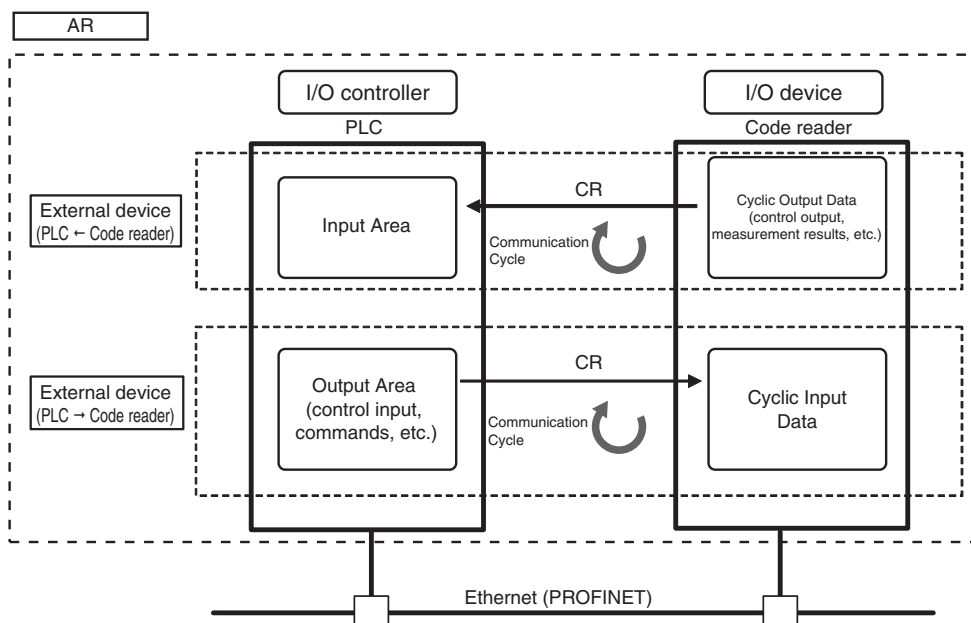 AR
I/O controller
I/O device
PLC
Code reader
External device
(PLC ← Code reader)
Input Area
CR
Communication
Cycle
Cyclic Output Data
(control output,
measurement results, etc.)
External device
(PLC → Code reader)
Output Area
(control input,
commands, etc.)
CR
Communication
Cycle
Cyclic Input
Data
Ethernet (PROFINET)